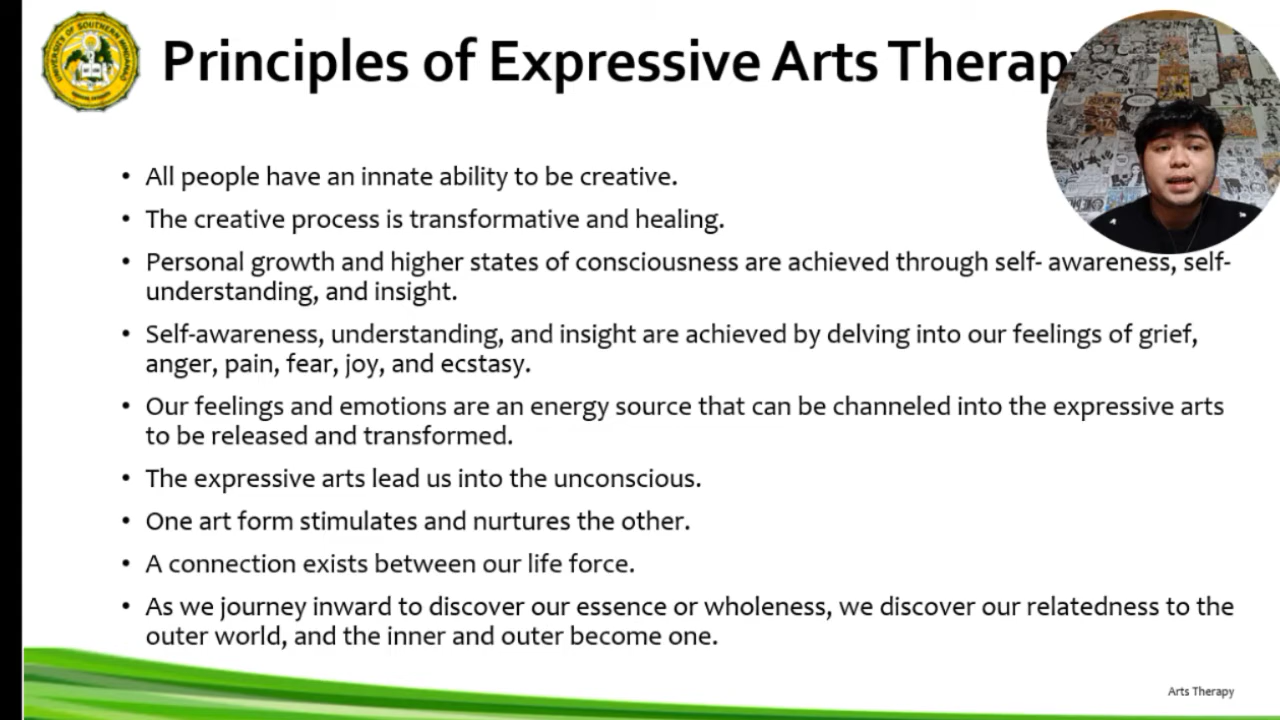 UNIVERSITY OF SOUTHERN MINDANAO
Principles of Expressive Arts Therapy
• All people have an innate ability to be creative.
• The creative process is transformative and healing.
• Personal growth and higher states of consciousness are achieved through self- awareness, self-
understanding, and insight.
• Self-awareness, understanding, and insight are achieved by delving into our feelings of grief,
anger, pain, fear, joy, and ecstasy.
• Our feelings and emotions are an energy source that can be channeled into the expressive arts
to be released and transformed.
• The expressive arts lead us into the unconscious.
• One art form stimulates and nurtures the other.
• A connection exists between our life force.
• As we journey inward to discover our essence or wholeness, we discover our relatedness to the
outer world, and the inner and outer become one.
Arts Therapy